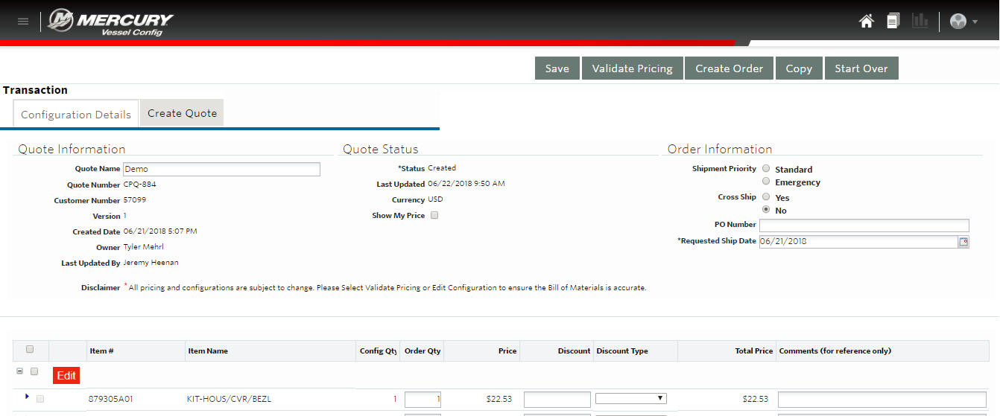 MERCURY
Vessel Config
Save Validate Pricing Create Order Copy Start Over
Transaction
Configuration Details Create Quote
Quote Information
Quote Name Demo
Quote Number CPQ-884
Customer Number 57099
Version 1
Created Date 06/21/2018 5:07 PM
Owner Tyler Mehrl
Last Updated By Jeremy Heenan
Quote Status
*Status Created
Last Updated 06/22/2018 9:50 AM
Currency USD
Show My Price
Order Information
Shipment Priority Standard
Emergency
Cross Ship Yes
No
PO Number
*Requested Ship Date 06/21/2018
Disclaimer *All pricing and configurations are subject to change. Please Select Validate Pricing or Edit Configuration to ensure the Bill of Materials is accurate.
Item # Item Name Config Qty Order Qty Price Discount Discount Type Total Price Comments (for reference only)
Edit
879305A01 KIT-HOUS/CVR/BEZL 1 1 $22.53 $22.53